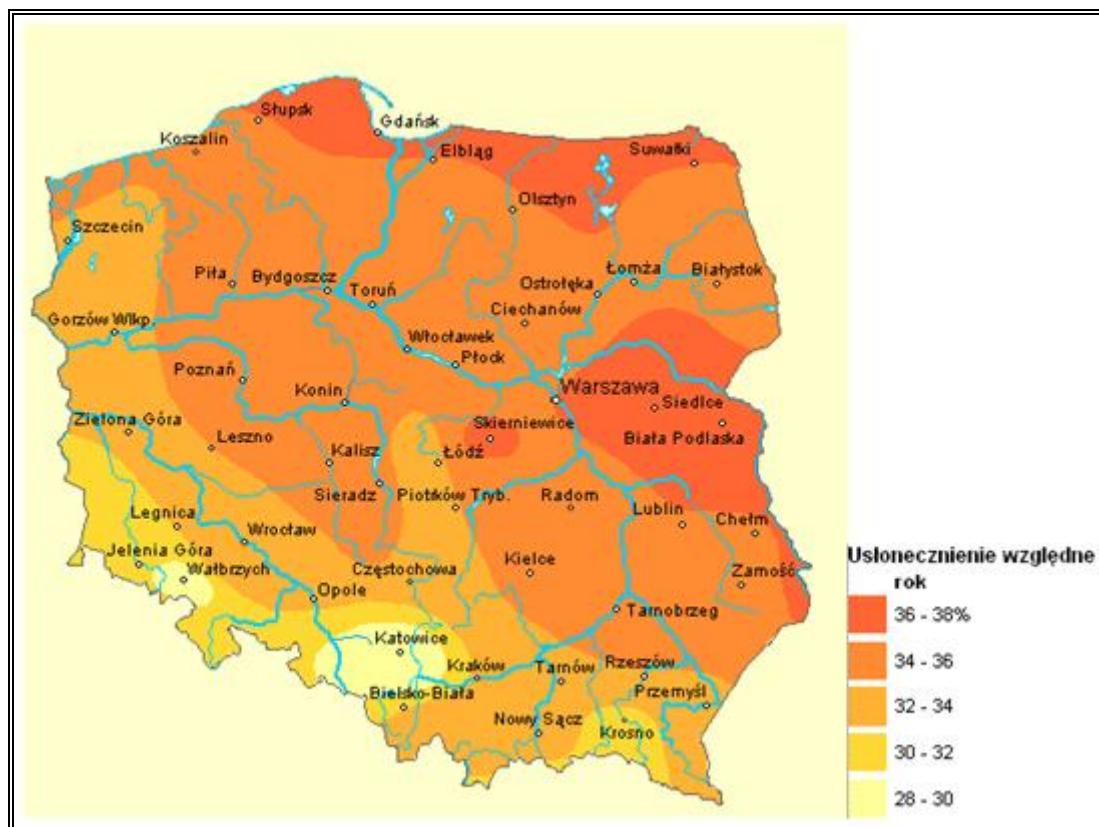 Słupsk
Gdańsk
Koszalin
Elbląg
Suwałki
Olsztyn
Szczecin
Piła
Bydgoszcz
Toruń
Ostrołęka
Łomża
Białystok
Ciechanów
Gorzów Wlkp.
Włocławek
Płock
Poznań
Konin
Warszawa
Siedlce
Zielona Góra
Leszno
Skierniewice
Biała Podlaska
Kalisz
Łódź
Sieradz
Piotrków Tryb.
Radom
Lublin
Chełm
Legnica
Wrocław
Jelenia Góra
Wałbrzych
Częstochowa
Kielce
Zamość
Opole
Tarnobrzeg
Katowice
Kraków
Tarnów
Rzeszów
Przemyśl
Bielsko-Biała
Nowy Sącz
Krosno
Usłonecznienie względne
rok
36 - 38%
34 - 36
32 - 34
30 - 32
28 - 30